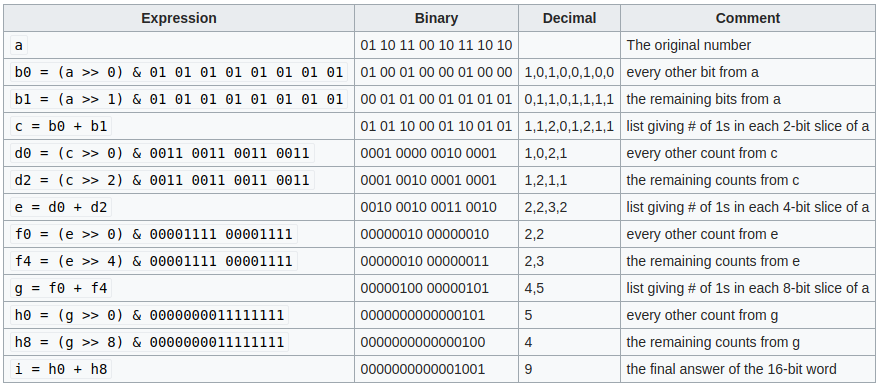 Expression Binary Decimal Comment
a 01 10 11 00 10 11 10 10 The original number
b0 = (a >> 0) & 01 01 01 01 01 01 01 01 01 00 01 00 00 01 00 00 1,0,1,0,0,1,0,0 every other bit from a
b1 = (a >> 1) & 01 01 01 01 01 01 01 01 00 01 01 00 01 01 01 01 0,1,1,0,1,1,1,1 the remaining bits from a
c = b0 + b1 01 01 10 00 01 10 01 01 1,1,2,0,1,2,1,1 list giving # of 1s in each 2-bit slice of a
d0 = (c >> 0) & 0011 0011 0011 0011 0001 0000 0010 0001 1,0,2,1 every other count from c
d2 = (c >> 2) & 0011 0011 0011 0011 0001 0010 0001 0001 1,2,1,1 the remaining counts from c
e = d0 + d2 0010 0010 0011 0010 2,2,3,2 list giving # of 1s in each 4-bit slice of a
f0 = (e >> 0) & 00001111 00001111 00000010 00000010 2,2 every other count from e
f4 = (e >> 4) & 00001111 00001111 00000010 00000011 2,3 the remaining counts from e
g = f0 + f4 00000100 00000101 4,5 list giving # of 1s in each 8-bit slice of a
h0 = (g >> 0) & 0000000011111111 0000000000000101 5 every other count from g
h8 = (g >> 8) & 0000000011111111 0000000000000100 4 the remaining counts from g
i = h0 + h8 0000000000001001 9 the final answer of the 16-bit word